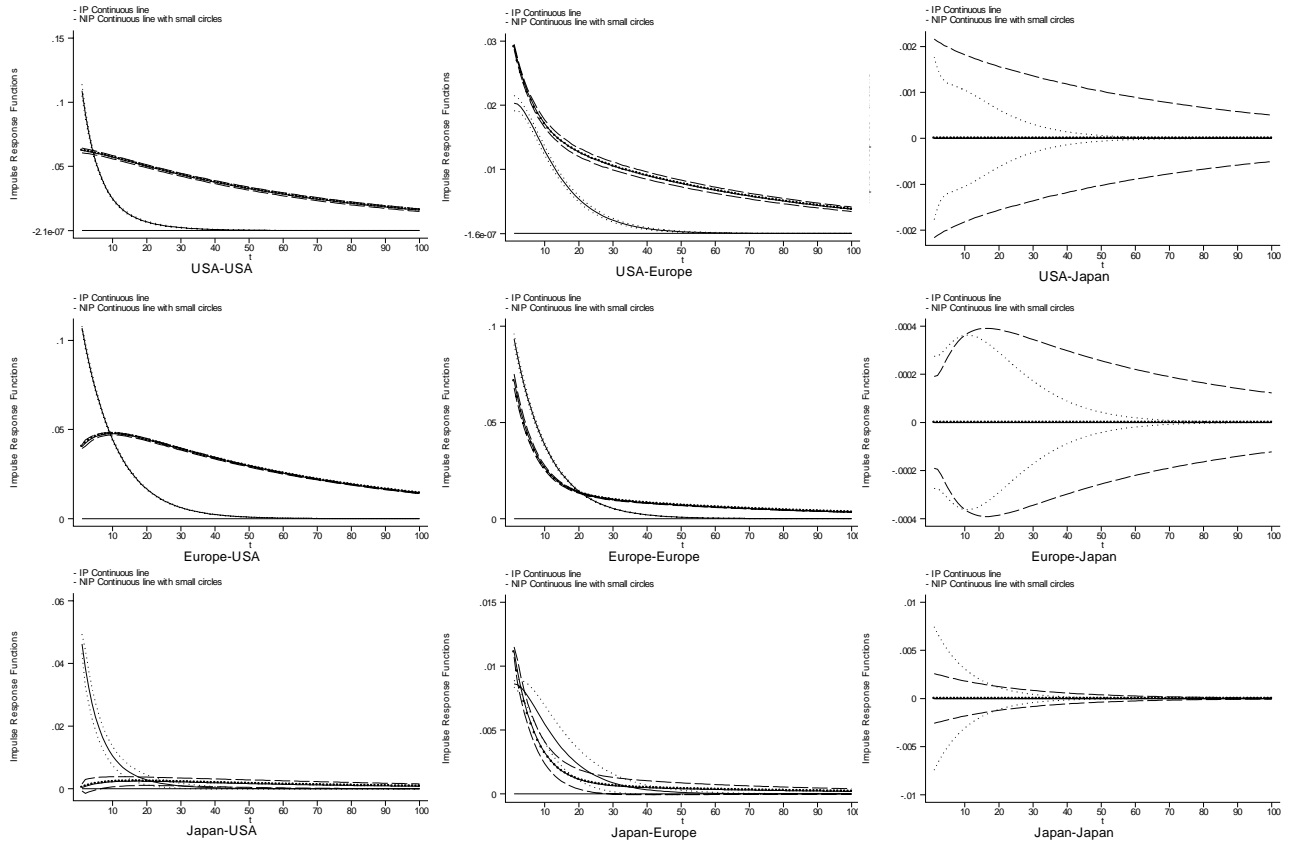 - IP Continuous line
- NIP Continuous line with small circles
Impulse Response Functions
.15
.1
.05
-2.1e-07
10 20 30 40 50 60 70 80 90 100
t
USA-USA
- IP Continuous line
- NIP Continuous line with small circles
Impulse Response Functions
.03
.02
.01
-1.6e-07
10 20 30 40 50 60 70 80 90 100
t
USA-Europe
- IP Continuous line
- NIP Continuous line with small circles
.002
.001
0
-.001
-.002
10 20 30 40 50 60 70 80 90 100
t
USA-Japan
- IP Continuous line
- NIP Continuous line with small circles
Impulse Response Functions
.1
.05
0
10 20 30 40 50 60 70 80 90 100
t
Europe-USA
- IP Continuous line
- NIP Continuous line with small circles
Impulse Response Functions
.1
.05
0
10 20 30 40 50 60 70 80 90 100
t
Europe-Europe
- IP Continuous line
- NIP Continuous line with small circles
Impulse Response Functions
.0004
.0002
0
-.0002
-.0004
10 20 30 40 50 60 70 80 90 100
t
Europe-Japan
- IP Continuous line
- NIP Continuous line with small circles
Impulse Response Functions
.06
.04
.02
0
10 20 30 40 50 60 70 80 90 100
t
Japan-USA
- IP Continuous line
- NIP Continuous line with small circles
Impulse Response Functions
.015
.01
.005
0
10 20 30 40 50 60 70 80 90 100
t
Japan-Europe
- IP Continuous line
- NIP Continuous line with small circles
Impulse Response Functions
.01
.005
0
-.005
-.01
10 20 30 40 50 60 70 80 90 100
t
Japan-Japan